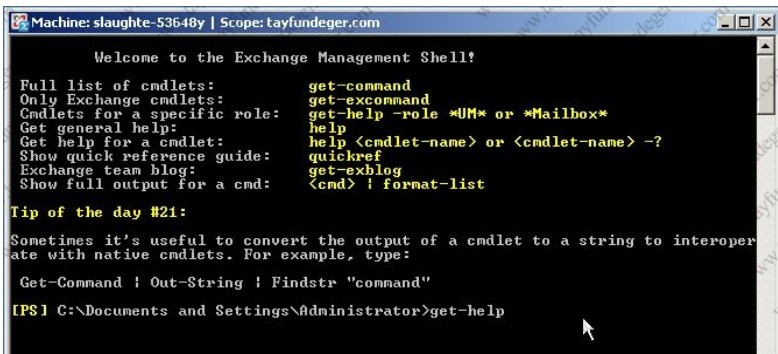 Machine: slaughte-53648y | Scope: tayfundeger.com
Welcome to the Exchange Management Shell!
Full list of cmdlets: get-command
Only Exchange cmdlets: get-excommand
Cmdlets for a specific role: get-help -role *UM* or *Mailbox*
Get general help: help
Get help for a cmdlet: help <cmdlet-name> or <cmdlet-name> -?
Show quick reference guide: quickref
Exchange team blog: get-exblog
Show full output for a cmd: <cmd> | format-list
Tip of the day #21:
Sometimes it's useful to convert the output of a cmdlet to a string to interoper
ate with native cmdlets. For example, type:
Get-Command | Out-String | Findstr "command"
[PS] C:\Documents and Settings\Administrator>get-help